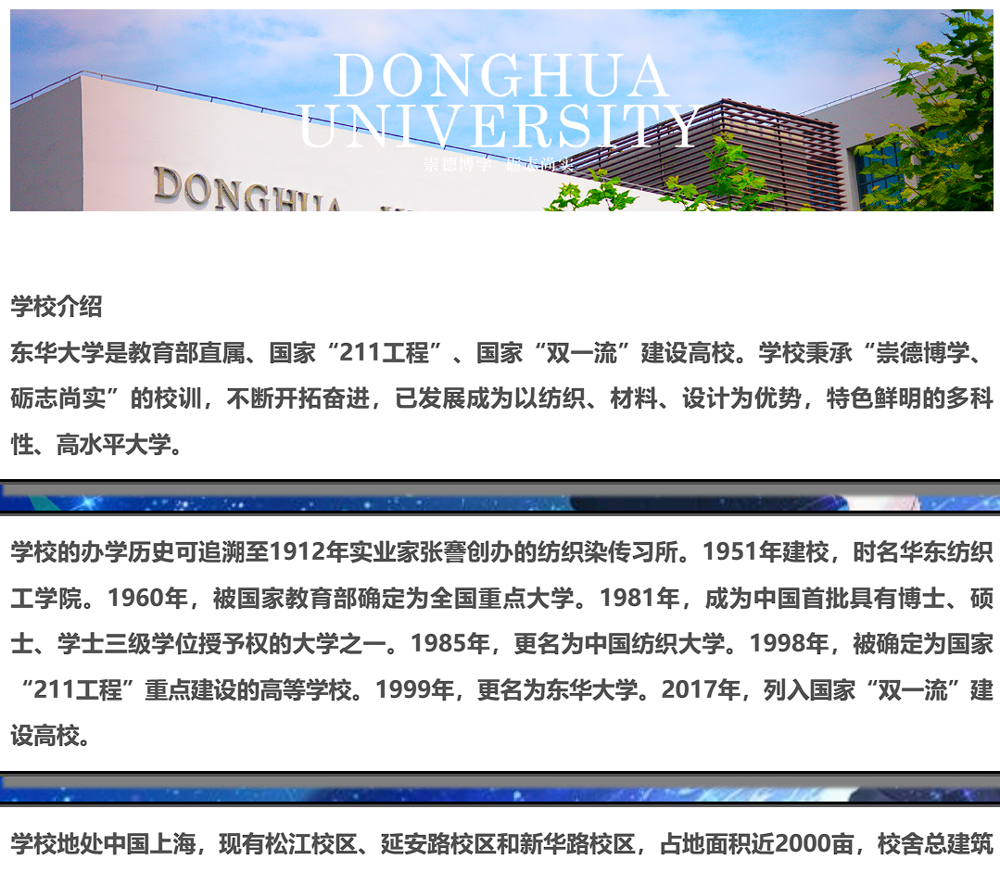 DONGHUA
UNIVERSITY
崇德博学 砺志尚实
DONGHUA
学校介绍
东华大学是教育部直属、国家“211工程”、国家“双一流”建设高校。学校秉承“崇德博学、
砺志尚实”的校训，不断开拓奋进，已发展成为以纺织、材料、设计为优势，特色鲜明的多科
性、高水平大学。
学校的办学历史可追溯至1912年实业家张謇创办的纺织染传习所。1951年建校，时名华东纺织
工学院。1960年，被国家教育部确定为全国重点大学。1981年，成为中国首批具有博士、硕
士、学士三级学位授予权的大学之一。1985年，更名为中国纺织大学。1998年，被确定为国家
“211工程”重点建设的高等学校。1999年，更名为东华大学。2017年，列入国家“双一流”建
设高校。
学校地处中国上海，现有松江校区、延安路校区和新华路校区，占地面积近2000亩，校舍总建筑